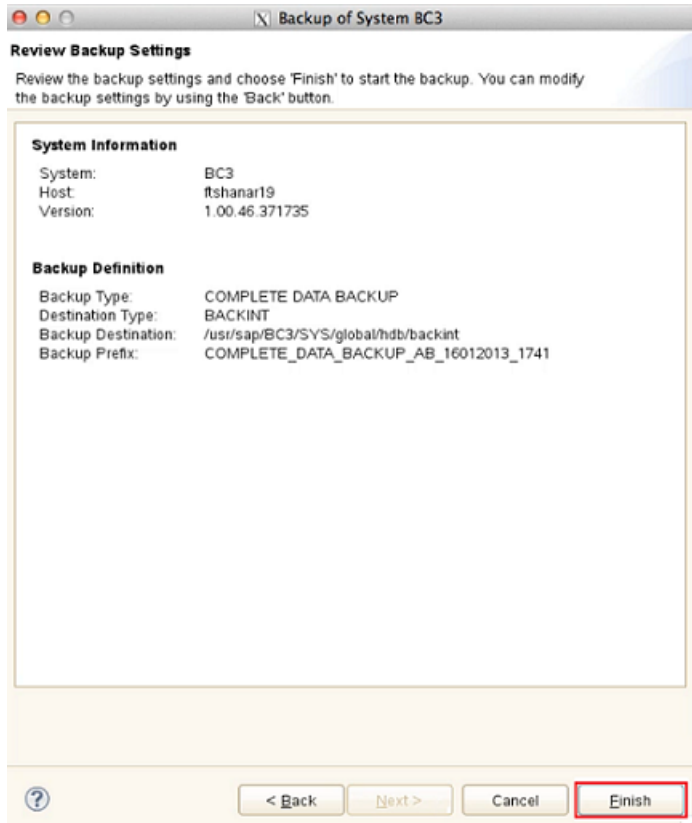 Backup of System BC3
Review Backup Settings
Review the backup settings and choose 'Finish' to start the backup. You can modify
the backup settings by using the 'Back' button.
System Information
System: BC3
Host: ftshanar19
Version: 1.00.46.371735
Backup Definition
Backup Type: COMPLETE DATA BACKUP
Destination Type: BACKINT
Backup Destination: /usr/sap/BC3/SYS/global/hdb/backint
Backup Prefix: COMPLETE_DATA_BACKUP_AB_16012013_1741
? < Back Next > Cancel Finish